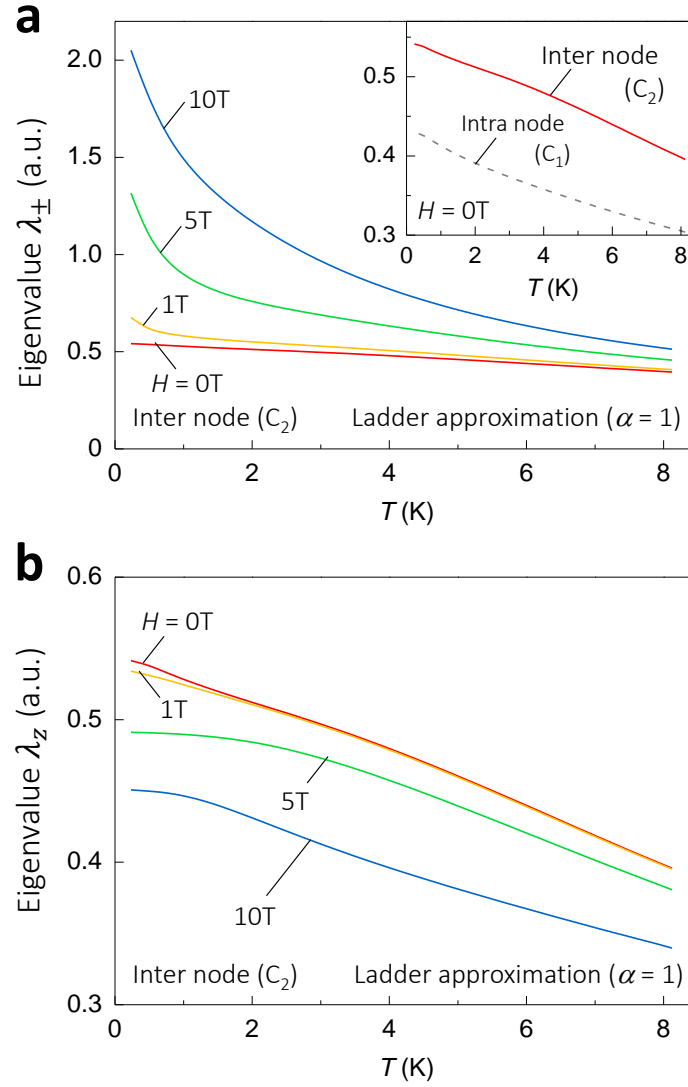 a
Eigenvalue λ± (a.u.)
2.0
1.5
1.0
0.5
0
10T
5T
1T
H = 0T
Inter node (C₂)
Ladder approximation (α = 1)
0
2
4
6
8
T (K)
0.5
0.4
0.3
Inter node
(C₂)
Intra node
(C₁)
H = 0T
0
2
4
6
8
T (K)
b
Eigenvalue λz (a.u.)
0.6
0.5
0.4
0.3
H = 0T
1T
5T
10T
Inter node (C₂)
Ladder approximation (α = 1)
0
2
4
6
8
T (K)